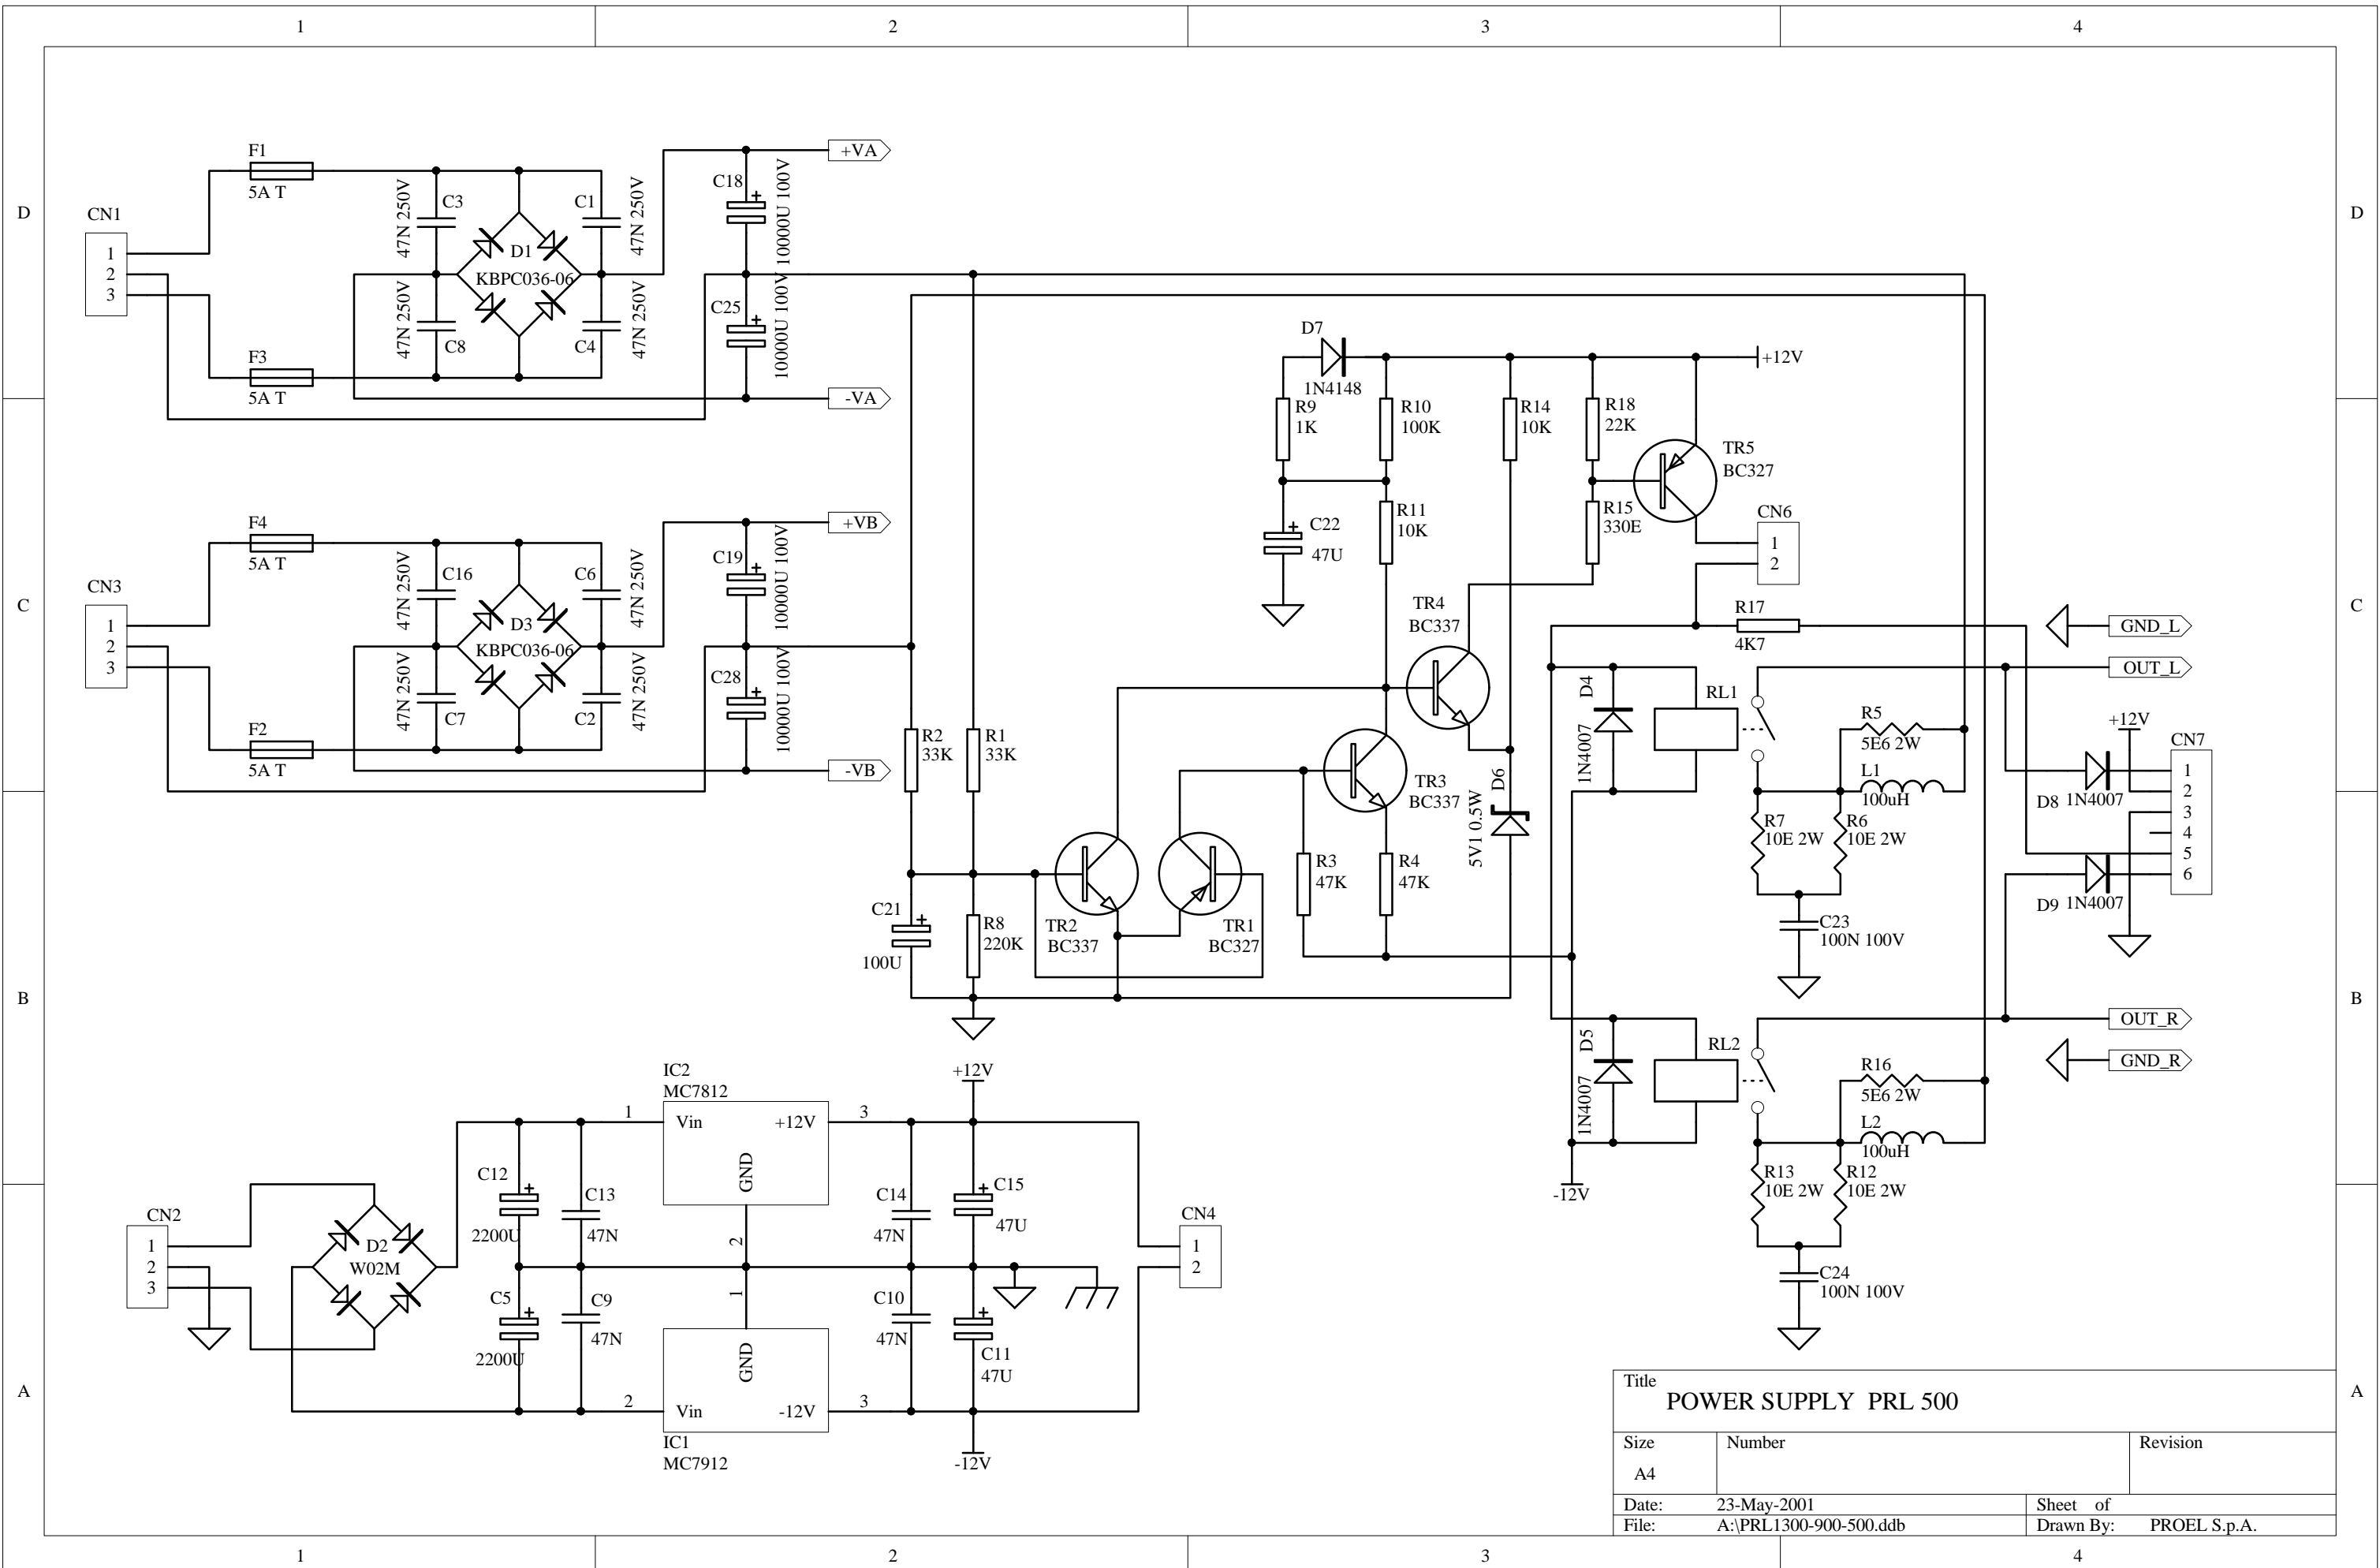 1 2 3 4
D D
C C
B B
A A
1 2 3 4
CN1
1
2
3
F1
5A T
F3
5A T
C3
47N 250V
C8
47N 250V
D1
KBPC036-06
C1
47N 250V
C4
47N 250V
C18
10000U 100V
C25
10000U 100V
+VA
-VA
CN3
1
2
3
F4
5A T
F2
5A T
C16
47N 250V
C7
47N 250V
D3
KBPC036-06
C6
47N 250V
C2
47N 250V
C19
10000U 100V
C28
10000U 100V
+VB
-VB
R2
33K
R1
33K
C21
100U
R8
220K
TR2
BC337
TR1
BC327
D7
1N4148
R9
1K
R10
100K
C22
47U
R11
10K
R14
10K
R18
22K
R15
330E
+12V
TR5
BC327
CN6
1
2
TR4
BC337
TR3
BC337
R3
47K
R4
47K
D6
5V1 0.5W
R17
4K7
D4
1N4007
RL1
R5
5E6 2W
L1
100uH
R7
10E 2W
R6
10E 2W
C23
100N 100V
GND_L
OUT_L
+12V
CN7
1
2
3
4
5
6
D8 1N4007
D9 1N4007
OUT_R
GND_R
D5
1N4007
RL2
R16
5E6 2W
L2
100uH
R13
10E 2W
R12
10E 2W
C24
100N 100V
-12V
CN2
1
2
3
D2
W02M
C12
2200U
C13
47N
C5
2200U
C9
47N
IC2
MC7812
1 Vin +12V 3
GND
2
1
GND
2 Vin -12V 3
IC1
MC7912
+12V
C14
47N
C15
47U
C10
47N
C11
47U
-12V
CN4
1
2
Title
POWER SUPPLY PRL 500
Size Number Revision
A4
Date: 23-May-2001 Sheet of
File: A:\PRL1300-900-500.ddb Drawn By: PROEL S.p.A.